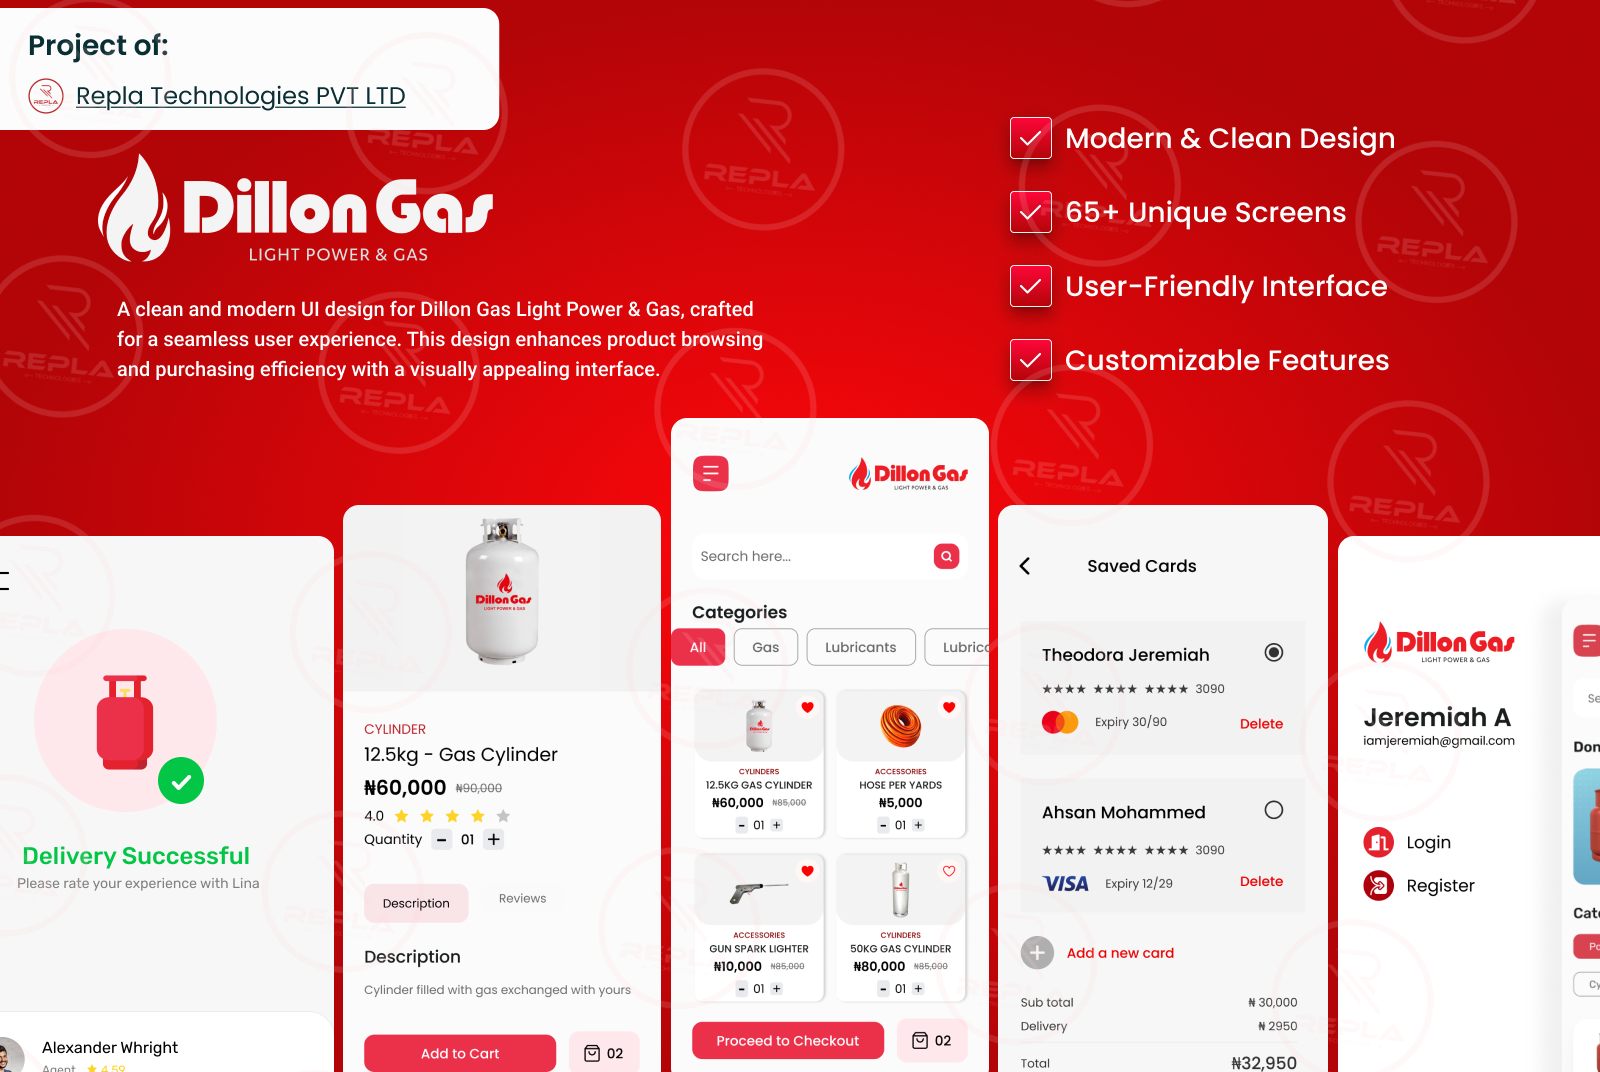 Project of:
REPLA
Repla Technologies PVT LTD
Dillon Gas
LIGHT POWER & GAS
A clean and modern UI design for Dillon Gas Light Power & Gas, crafted
for a seamless user experience. This design enhances product browsing
and purchasing efficiency with a visually appealing interface.
Modern & Clean Design
65+ Unique Screens
User-Friendly Interface
Customizable Features
REPLA
TECHNOLOGIES
Delivery Successful
Please rate your experience with Lina
Alexander Whright
Agent 4.59
Dillon Gas
LIGHT POWER & GAS
CYLINDER
12.5kg - Gas Cylinder
₦60,000 ₦90,000
4.0
Quantity - 01 +
Description Reviews
Description
Cylinder filled with gas exchanged with yours
Add to Cart 02
Dillon Gas
LIGHT POWER & GAS
Search here...
Categories
All Gas Lubricants Lubric
CYLINDERS
12.5KG GAS CYLINDER
₦60,000 ₦85,000
- 01 +
ACCESSORIES
HOSE PER YARDS
₦5,000
- 01 +
ACCESSORIES
GUN SPARK LIGHTER
₦10,000 ₦85,000
- 01 +
CYLINDERS
50KG GAS CYLINDER
₦80,000 ₦85,000
- 01 +
Proceed to Checkout 02
Saved Cards
Theodora Jeremiah
**** **** **** 3090
Expiry 30/90 Delete
Ahsan Mohammed
**** **** **** 3090
VISA Expiry 12/29 Delete
Add a new card
Sub total ₦ 30,000
Delivery ₦ 2950
Total ₦32,950
Dillon Gas
LIGHT POWER & GAS
Jeremiah A
iamjeremiah@gmail.com
Login
Register
Se
Don
Cate
Po
Cy